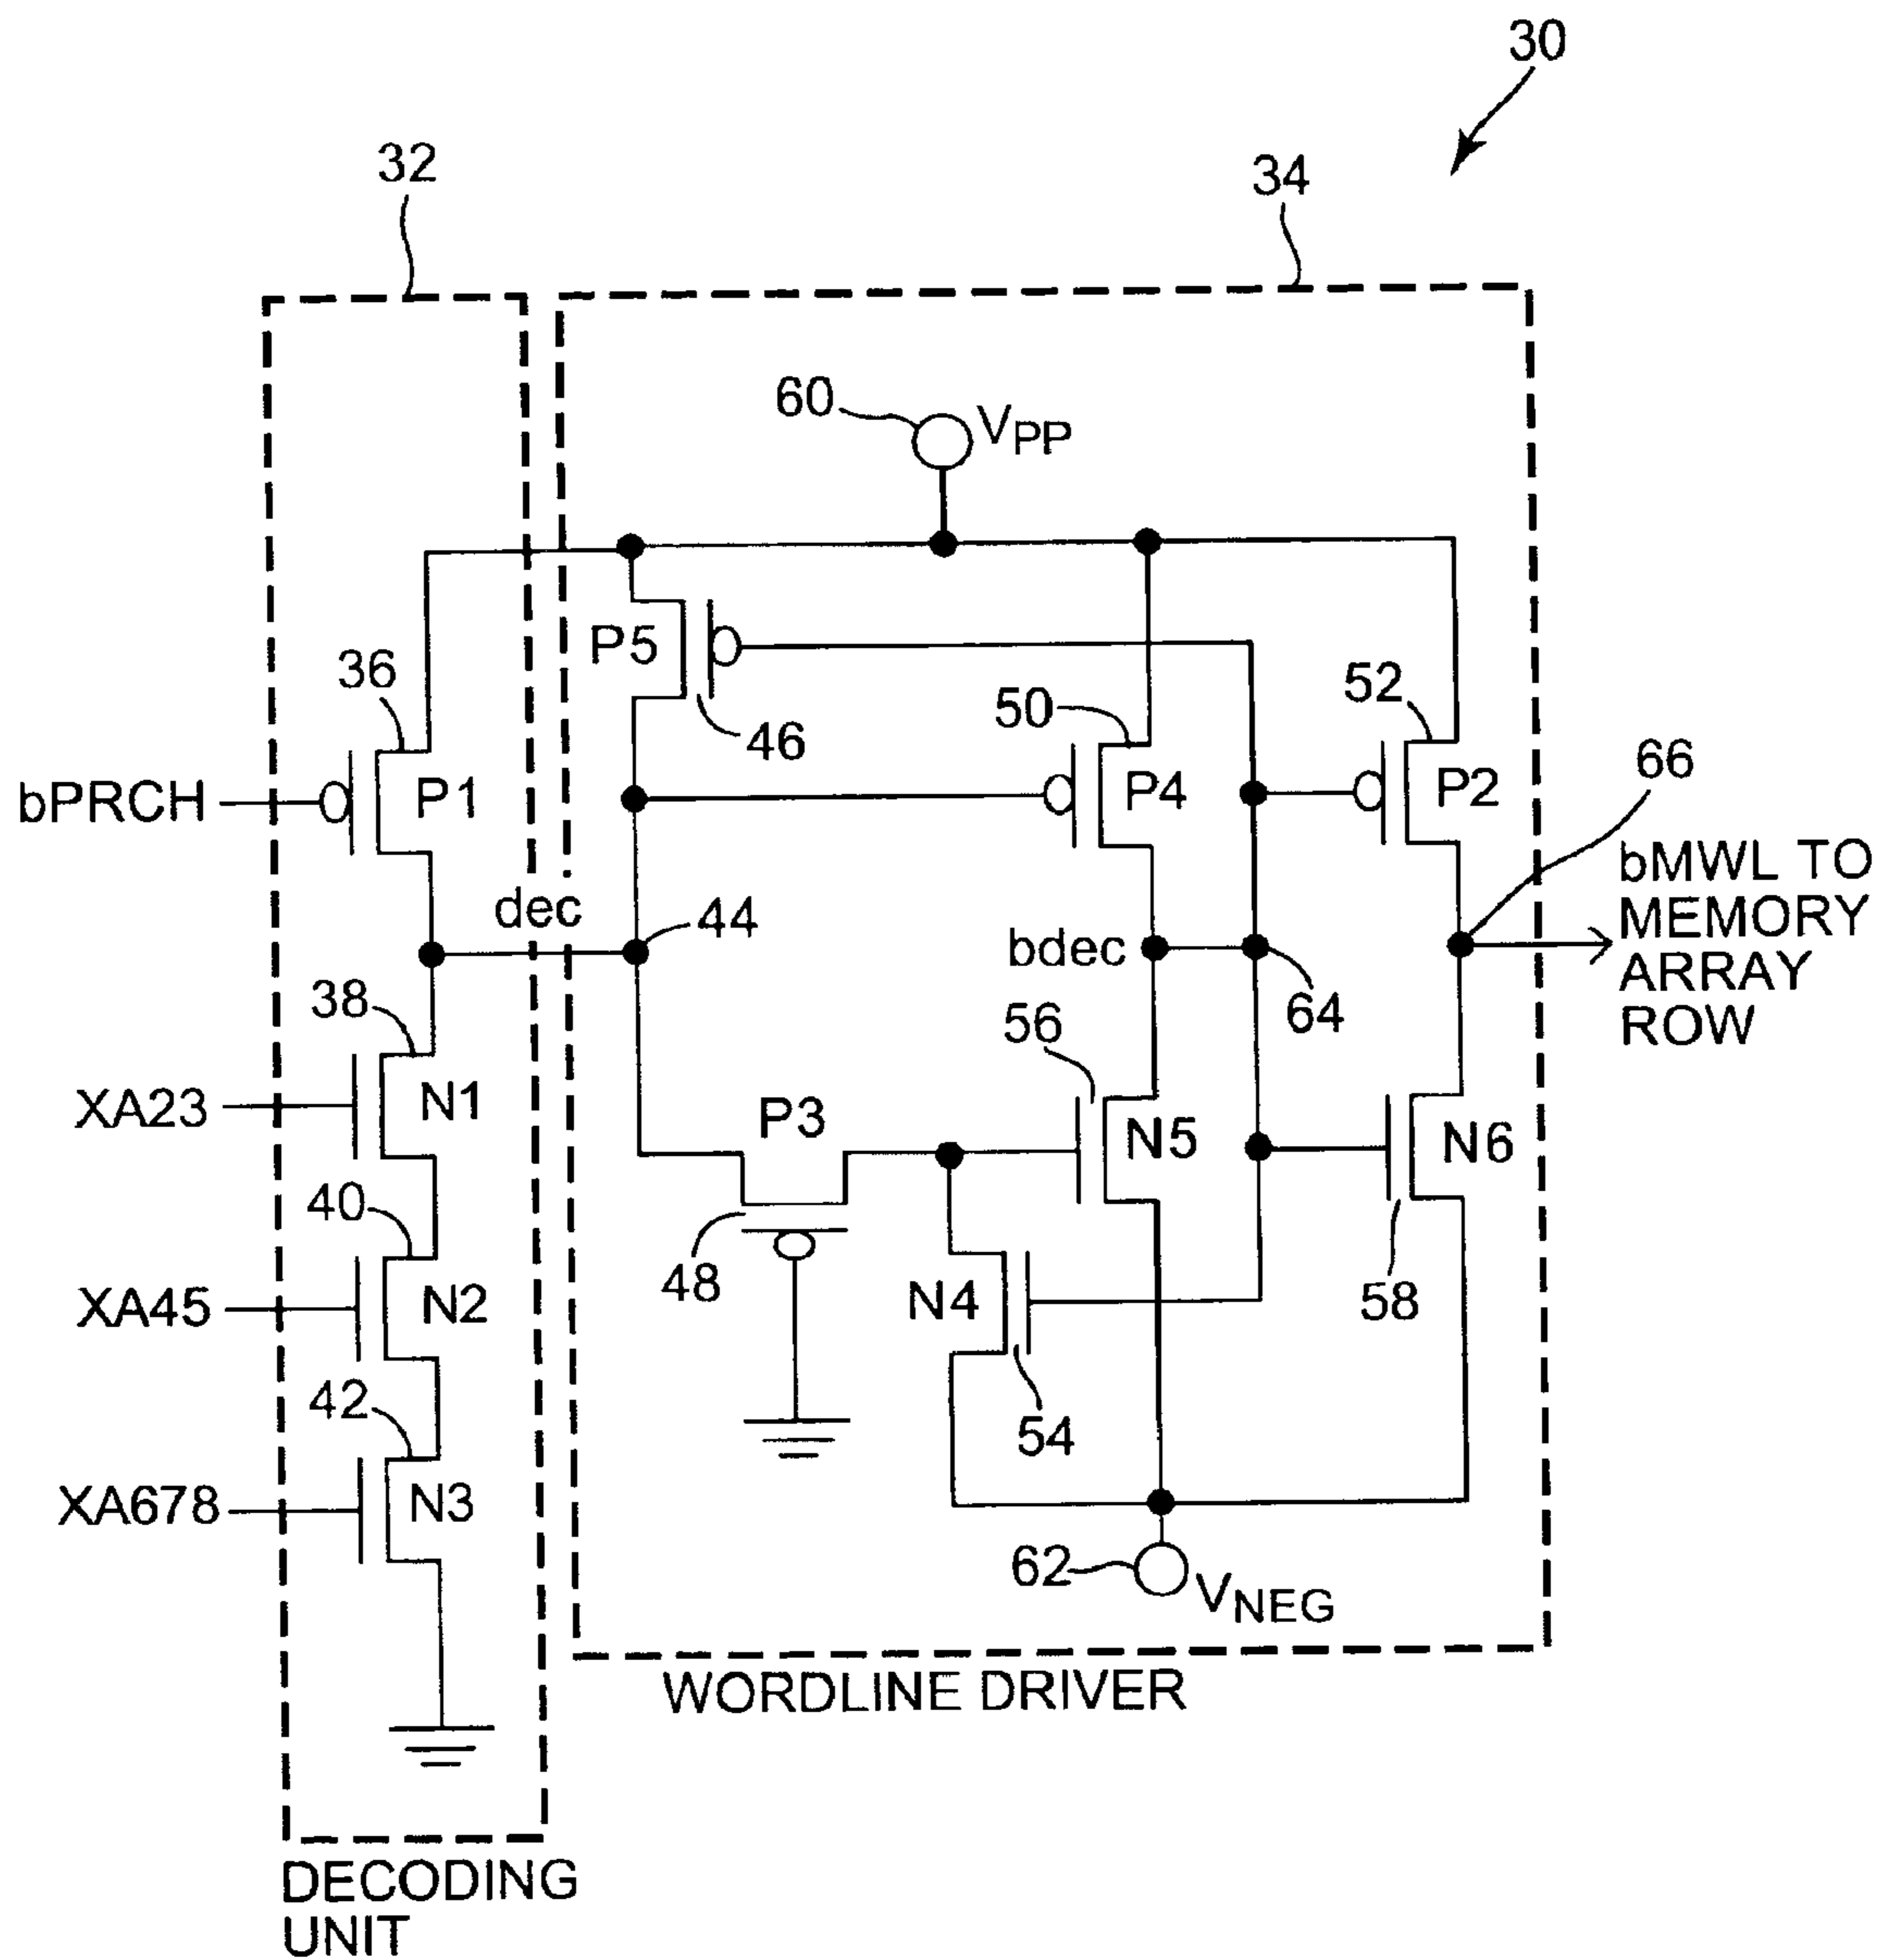 30
32
34
60
VPP
P5
36
50
52
46
66
bPRCH
P1
P4
P2
bMWL TO
MEMORY
ARRAY
ROW
dec
44
bdec
38
56
64
XA23
N1
P3
N5
N6
40
48
XA45
N2
N4
58
42
54
XA678
N3
62
VNEG
WORDLINE DRIVER
DECODING
UNIT